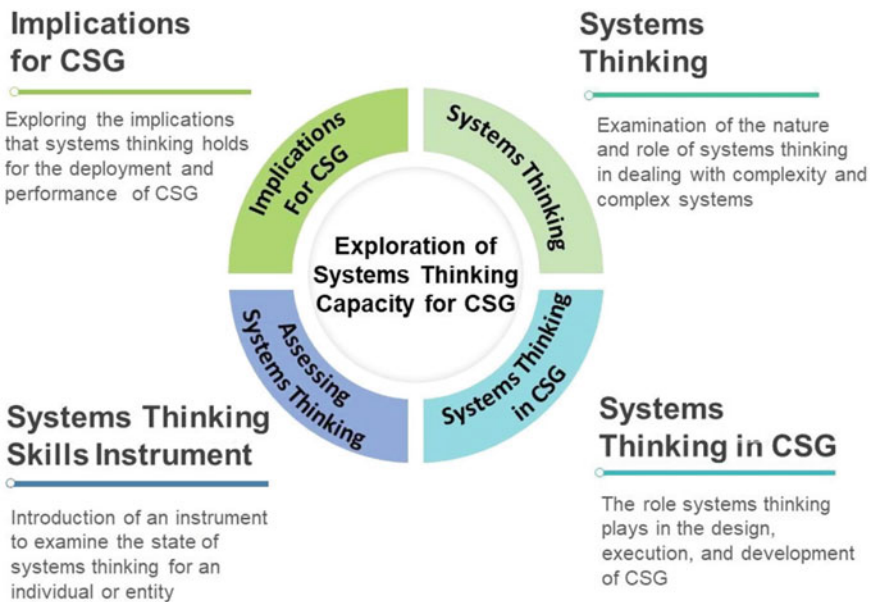 Implications
for CSG
Exploring the implications
that systems thinking holds
for the deployment and
performance of CSG
Systems
Thinking
Examination of the nature
and role of systems thinking
in dealing with complexity and
complex systems
Implications
For CSG
Systems Thinking
Exploration of
Systems Thinking
Capacity for CSG
Assessing
Systems Thinking
Systems Thinking
in CSG
Systems Thinking
Skills Instrument
Introduction of an instrument
to examine the state of
systems thinking for an
individual or entity
Systems
Thinking in CSG
The role systems thinking
plays in the design,
execution, and development
of CSG